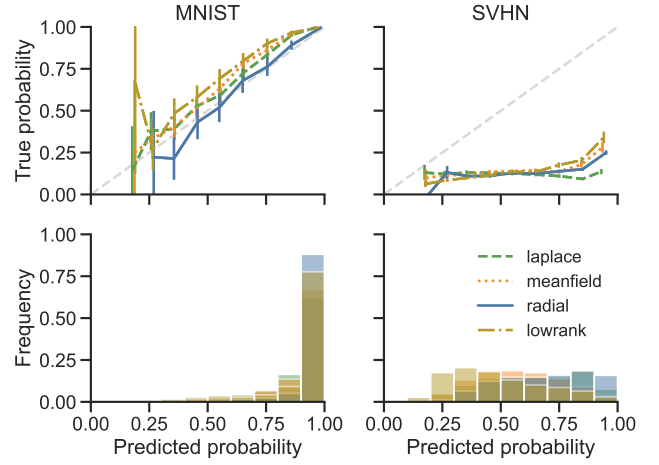 MNIST
SVHN
True probability
1.00
0.75
0.50
0.25
0.00
Frequency
1.00
0.75
0.50
0.25
0.00
laplace
meanfield
radial
lowrank
0.00 0.25 0.50 0.75 1.00
0.00 0.25 0.50 0.75 1.00
Predicted probability
Predicted probability